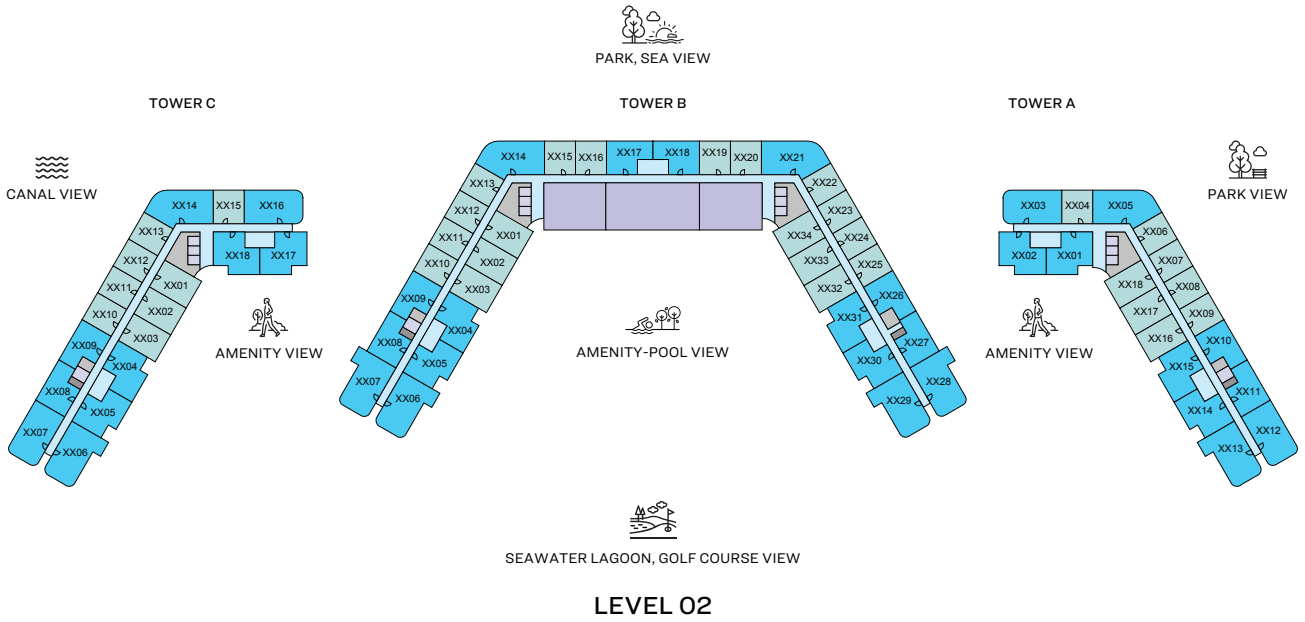 PARK, SEA VIEW
TOWER C
TOWER B
TOWER A
CANAL VIEW
PARK VIEW
XX14
XX15
XX16
XX13
XX12
XX11
XX10
XX09
XX08
XX07
XX18
XX17
XX01
XX02
XX03
XX04
XX05
XX06
XX14
XX15
XX16
XX17
XX18
XX19
XX20
XX21
XX13
XX12
XX11
XX10
XX09
XX08
XX07
XX01
XX02
XX03
XX04
XX05
XX06
XX22
XX23
XX24
XX25
XX26
XX27
XX28
XX34
XX33
XX32
XX31
XX30
XX29
XX03
XX04
XX05
XX02
XX01
XX06
XX07
XX08
XX09
XX10
XX11
XX12
XX18
XX17
XX16
XX15
XX14
XX13
AMENITY VIEW
AMENITY-POOL VIEW
AMENITY VIEW
SEAWATER LAGOON, GOLF COURSE VIEW
LEVEL 02